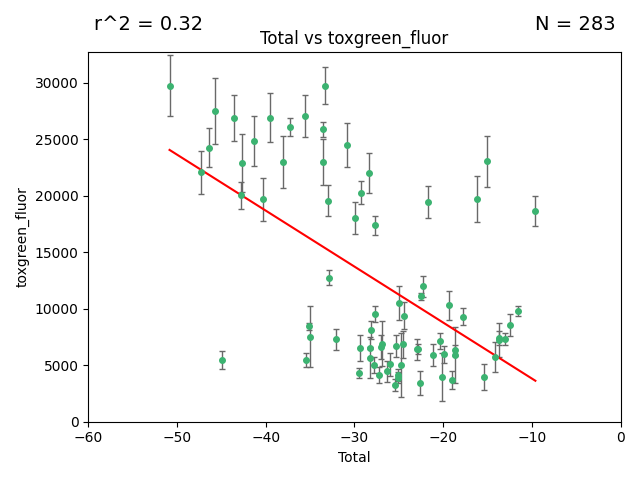 r^2 = 0.32
N = 283
Total vs toxgreen_fluor
30000
25000
20000
15000
10000
5000
0
toxgreen_fluor
−60
−50
−40
−30
−20
−10
0
Total